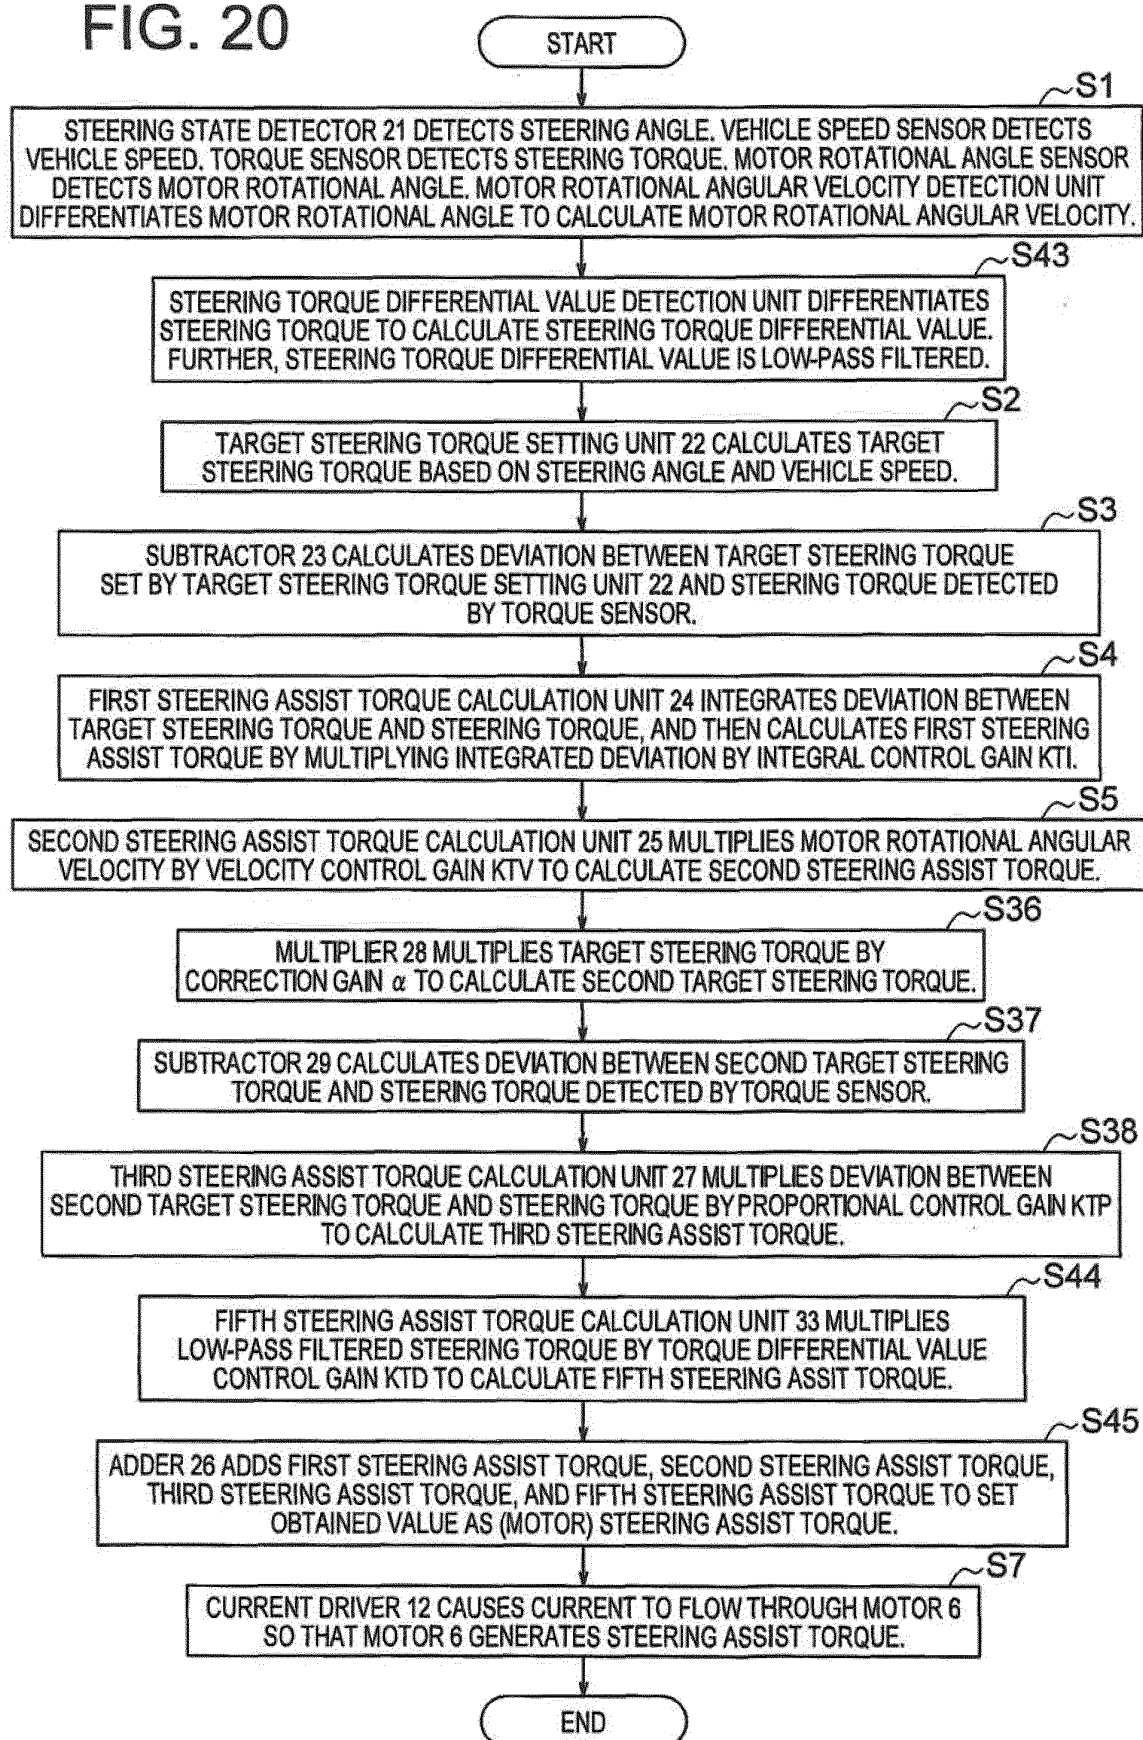 FIG. 20
START
S1
STEERING STATE DETECTOR 21 DETECTS STEERING ANGLE. VEHICLE SPEED SENSOR DETECTS
VEHICLE SPEED. TORQUE SENSOR DETECTS STEERING TORQUE. MOTOR ROTATIONAL ANGLE SENSOR
DETECTS MOTOR ROTATIONAL ANGLE. MOTOR ROTATIONAL ANGULAR VELOCITY DETECTION UNIT
DIFFERENTIATES MOTOR ROTATIONAL ANGLE TO CALCULATE MOTOR ROTATIONAL ANGULAR VELOCITY.
S43
STEERING TORQUE DIFFERENTIAL VALUE DETECTION UNIT DIFFERENTIATES
STEERING TORQUE TO CALCULATE STEERING TORQUE DIFFERENTIAL VALUE.
FURTHER, STEERING TORQUE DIFFERENTIAL VALUE IS LOW-PASS FILTERED.
S2
TARGET STEERING TORQUE SETTING UNIT 22 CALCULATES TARGET
STEERING TORQUE BASED ON STEERING ANGLE AND VEHICLE SPEED.
S3
SUBTRACTOR 23 CALCULATES DEVIATION BETWEEN TARGET STEERING TORQUE
SET BY TARGET STEERING TORQUE SETTING UNIT 22 AND STEERING TORQUE DETECTED
BY TORQUE SENSOR.
S4
FIRST STEERING ASSIST TORQUE CALCULATION UNIT 24 INTEGRATES DEVIATION BETWEEN
TARGET STEERING TORQUE AND STEERING TORQUE, AND THEN CALCULATES FIRST STEERING
ASSIST TORQUE BY MULTIPLYING INTEGRATED DEVIATION BY INTEGRAL CONTROL GAIN KTI.
S5
SECOND STEERING ASSIST TORQUE CALCULATION UNIT 25 MULTIPLIES MOTOR ROTATIONAL ANGULAR
VELOCITY BY VELOCITY CONTROL GAIN KTV TO CALCULATE SECOND STEERING ASSIST TORQUE.
S36
MULTIPLIER 28 MULTIPLIES TARGET STEERING TORQUE BY
CORRECTION GAIN α TO CALCULATE SECOND TARGET STEERING TORQUE.
S37
SUBTRACTOR 29 CALCULATES DEVIATION BETWEEN SECOND TARGET STEERING
TORQUE AND STEERING TORQUE DETECTED BY TORQUE SENSOR.
S38
THIRD STEERING ASSIST TORQUE CALCULATION UNIT 27 MULTIPLIES DEVIATION BETWEEN
SECOND TARGET STEERING TORQUE AND STEERING TORQUE BY PROPORTIONAL CONTROL GAIN KTP
TO CALCULATE THIRD STEERING ASSIST TORQUE.
S44
FIFTH STEERING ASSIST TORQUE CALCULATION UNIT 33 MULTIPLIES
LOW-PASS FILTERED STEERING TORQUE BY TORQUE DIFFERENTIAL VALUE
CONTROL GAIN KTD TO CALCULATE FIFTH STEERING ASSIT TORQUE.
S45
ADDER 26 ADDS FIRST STEERING ASSIST TORQUE, SECOND STEERING ASSIST TORQUE,
THIRD STEERING ASSIST TORQUE, AND FIFTH STEERING ASSIST TORQUE TO SET
OBTAINED VALUE AS (MOTOR) STEERING ASSIST TORQUE.
S7
CURRENT DRIVER 12 CAUSES CURRENT TO FLOW THROUGH MOTOR 6
SO THAT MOTOR 6 GENERATES STEERING ASSIST TORQUE.
END